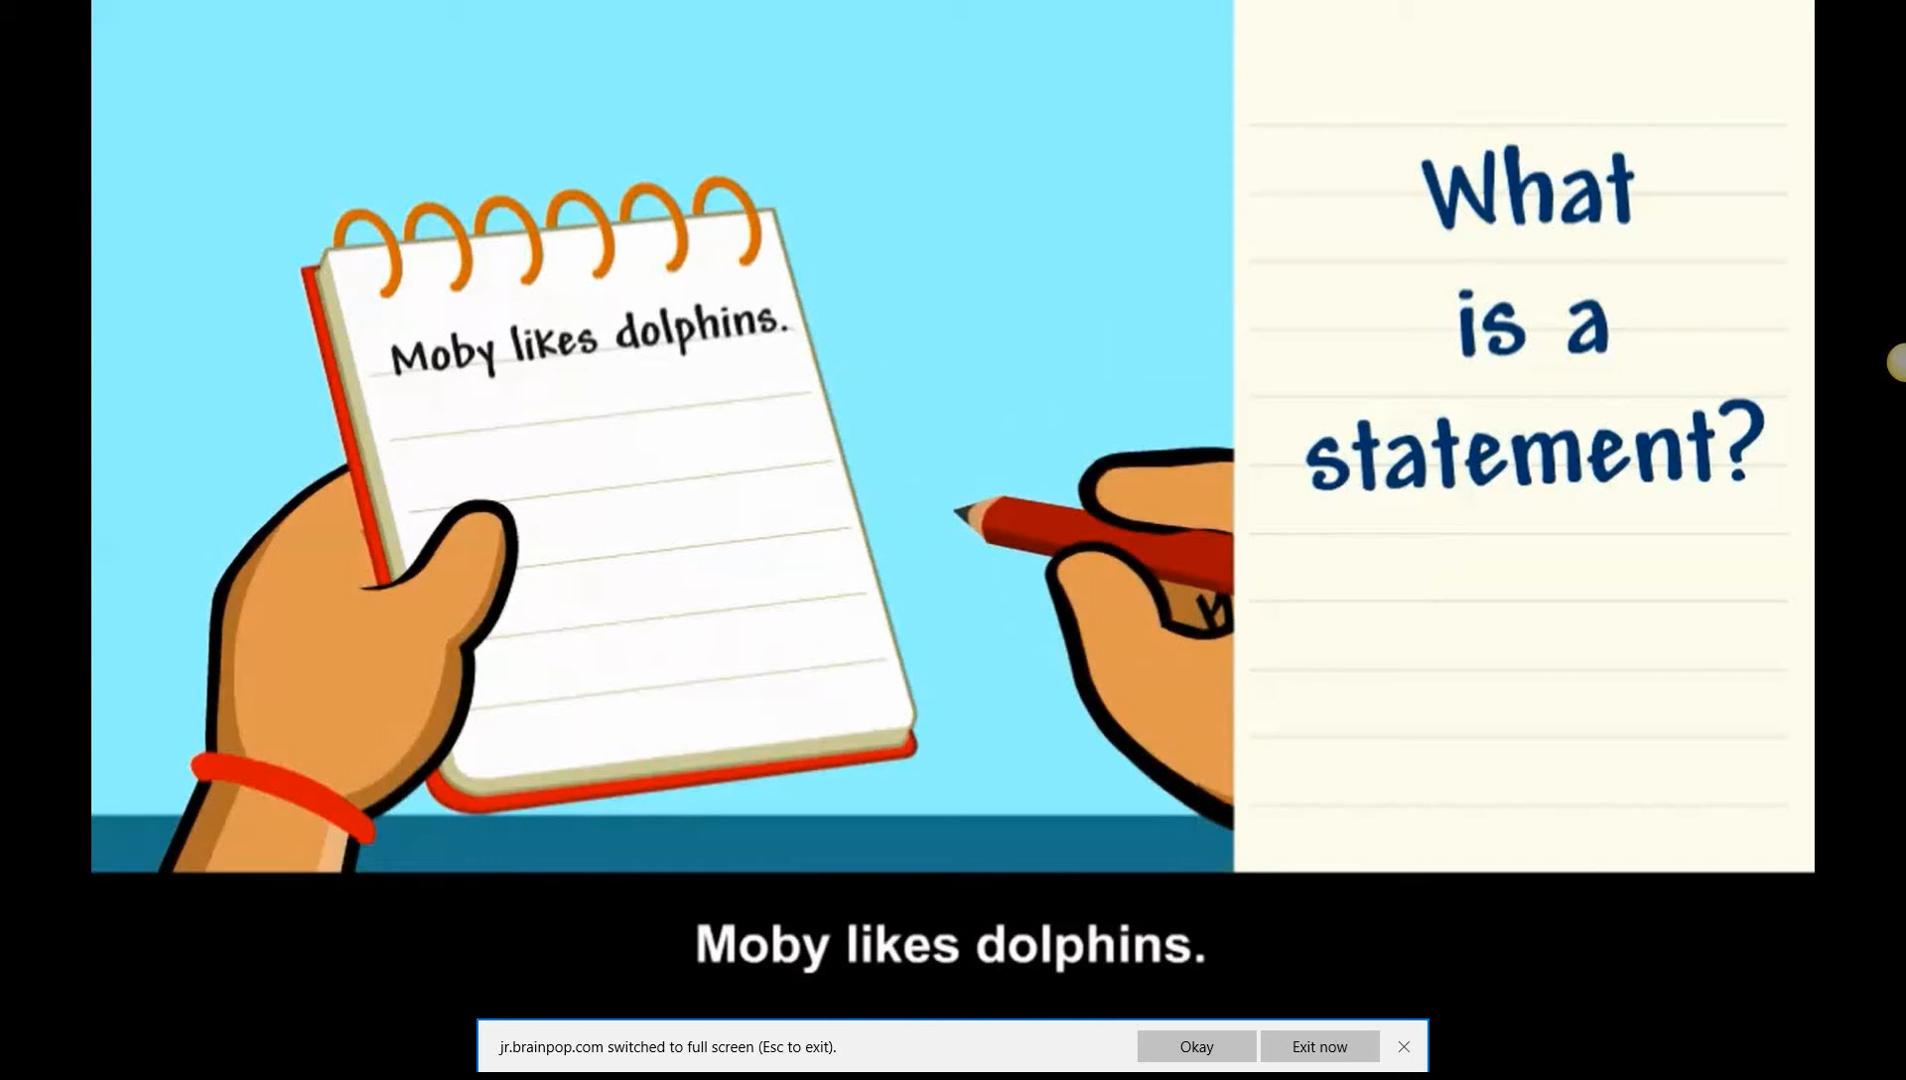 Moby likes dolphins.
What
is a
statement?
Moby likes dolphins.
jr.brainpop.com switched to full screen (Esc to exit).
Okay
Exit now